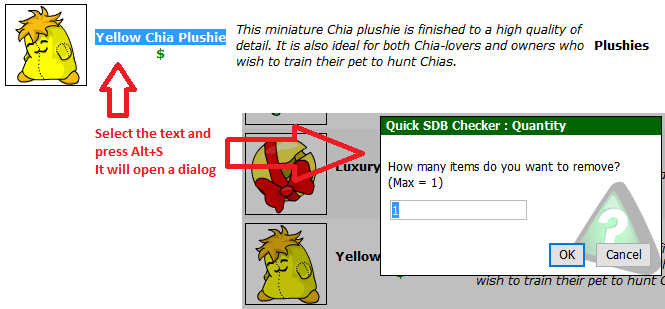 Yellow Chia Plushie
$
This miniature Chia plushie is finished to a high quality of
detail. It is also ideal for both Chia-lovers and owners who
wish to train their pet to hunt Chias.
Plushies
Select the text and
press Alt+S
It will open a dialog
Quick SDB Checker : Quantity
Luxury
How many items do you want to remove?
(Max = 1)
1
Yellow
OK
Cancel
wish to train their pet to hunt C